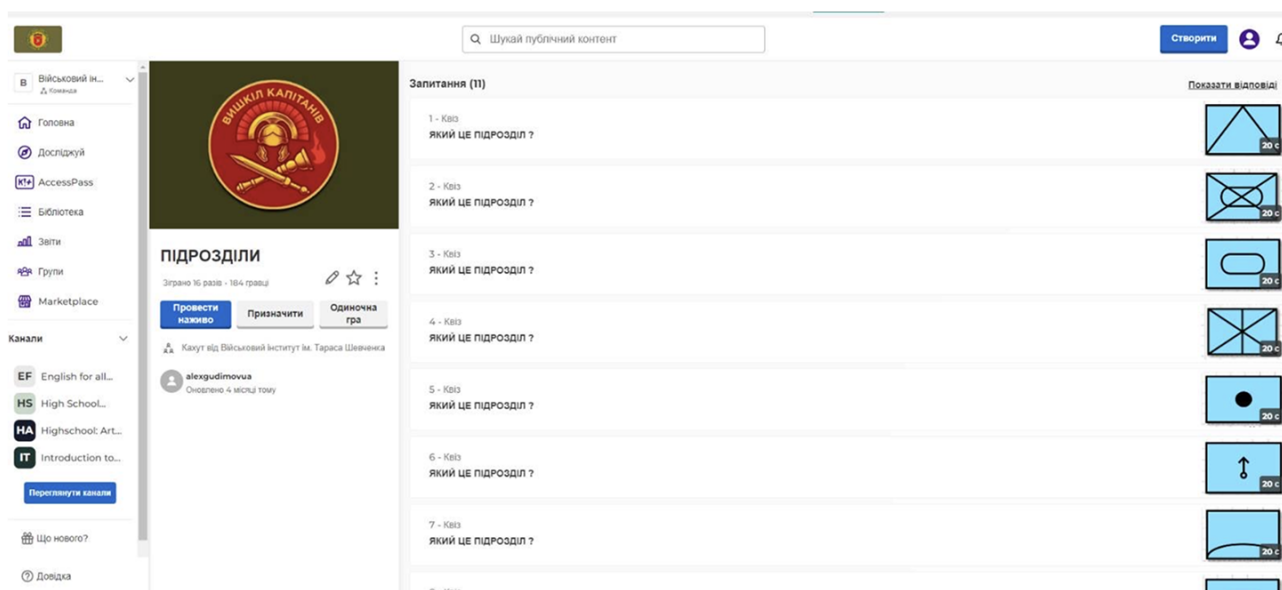 Шукай публічний контент
Створити
В
Військовий ін...
Команда
Головна
Досліджуй
K!+ AccessPass
Бібліотека
Звіти
Групи
Marketplace
Канали
EF English for all...
HS High School...
HA Highschool: Art...
IT Introduction to...
Переглянути канали
Що нового?
Довідка
ВИШКІЛ КАПІТАНІВ
ПІДРОЗДІЛИ
Зіграно 16 разів - 184 гравці
Провести
наживо
Призначити
Одиночна
гра
Кахут від Військовий Інститут ім. Тараса Шевченка
alexgudimovua
Оновлено 4 місяці тому
Запитання (11)
Показати відповіді
1 - Квіз
ЯКИЙ ЦЕ ПІДРОЗДІЛ ?
20 с
2 - Квіз
ЯКИЙ ЦЕ ПІДРОЗДІЛ ?
20 с
3 - Квіз
ЯКИЙ ЦЕ ПІДРОЗДІЛ ?
20 с
4 - Квіз
ЯКИЙ ЦЕ ПІДРОЗДІЛ ?
20 с
5 - Квіз
ЯКИЙ ЦЕ ПІДРОЗДІЛ ?
20 с
6 - Квіз
ЯКИЙ ЦЕ ПІДРОЗДІЛ ?
20 с
7 - Квіз
ЯКИЙ ЦЕ ПІДРОЗДІЛ ?
20 с